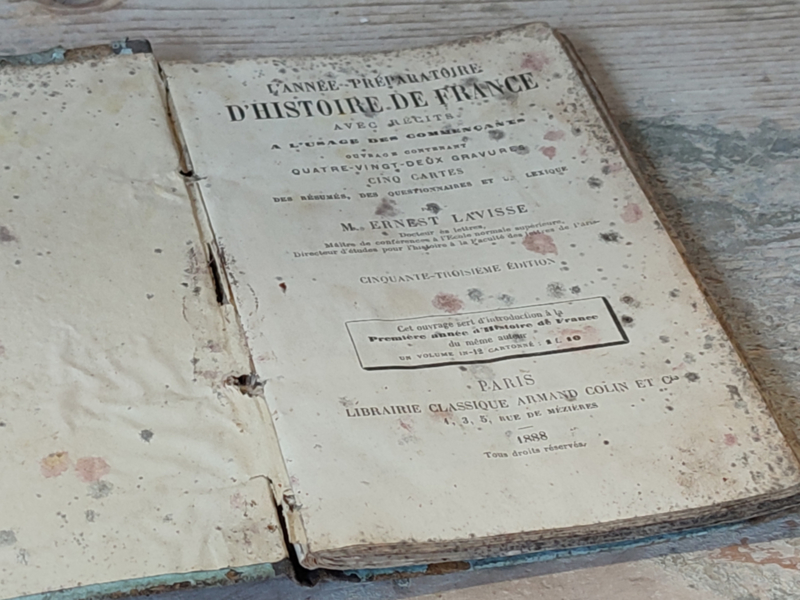 L'ANNÉE PRÉPARATOIRE
D'HISTOIRE DE FRANCE
AVEC RÉCITS
A L'USAGE DES COMMENÇANTS
OUVRAGE CONTENANT
QUATRE-VINGT-DEUX GRAVURES
CINQ CARTES
DES RÉSUMÉS, DES QUESTIONNAIRES ET UN LEXIQUE
M. ERNEST LAVISSE
Docteur ès lettres,
Maître de conférences à l'École normale supérieure,
Directeur d'études pour l'histoire à la Faculté des lettres de Paris
CINQUANTE-TROISIÈME ÉDITION
Cet ouvrage sert d'introduction à la
Première année d'Histoire de France
du même auteur
UN VOLUME IN-12 CARTONNÉ : 1 f. 10
PARIS
LIBRAIRIE CLASSIQUE ARMAND COLIN ET Cie
1, 3, 5, RUE DE MÉZIÈRES
1888
Tous droits réservés.